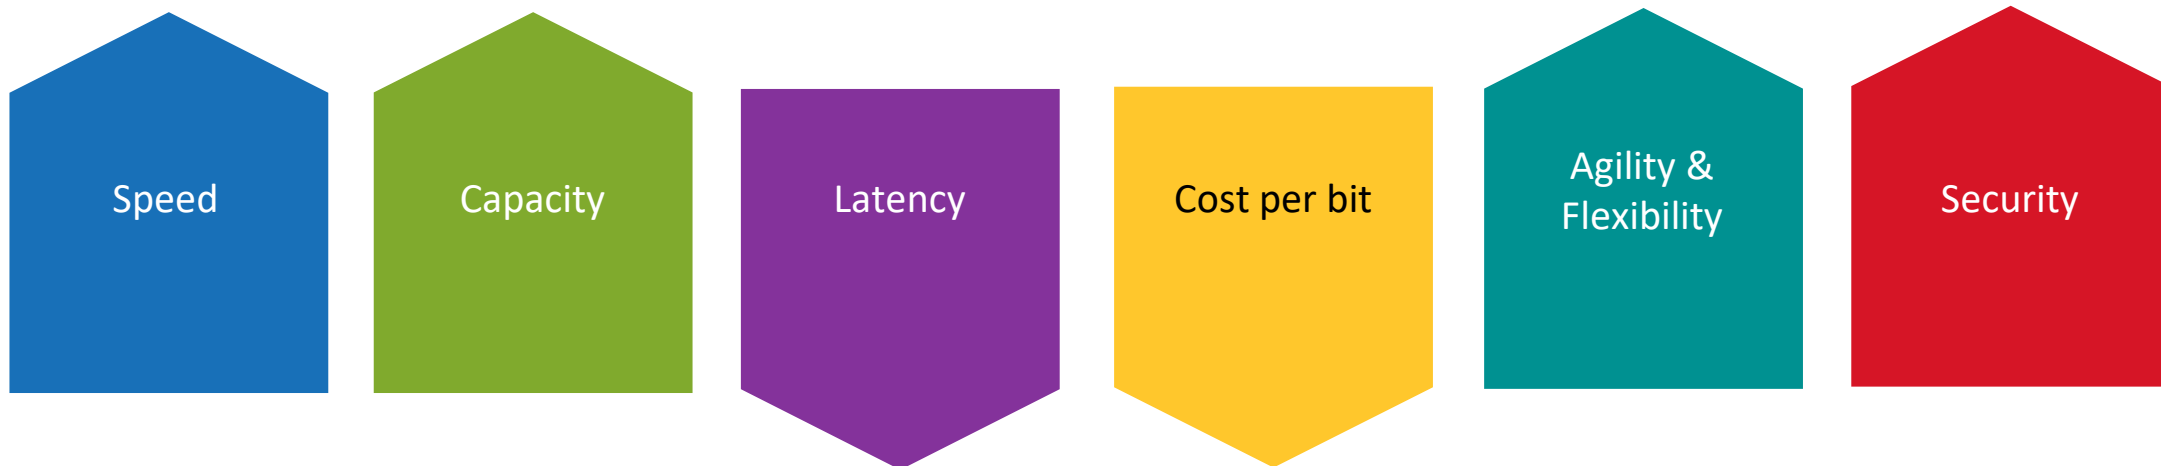 Speed
Capacity
Latency
Cost per bit
Agility &
Flexibility
Security